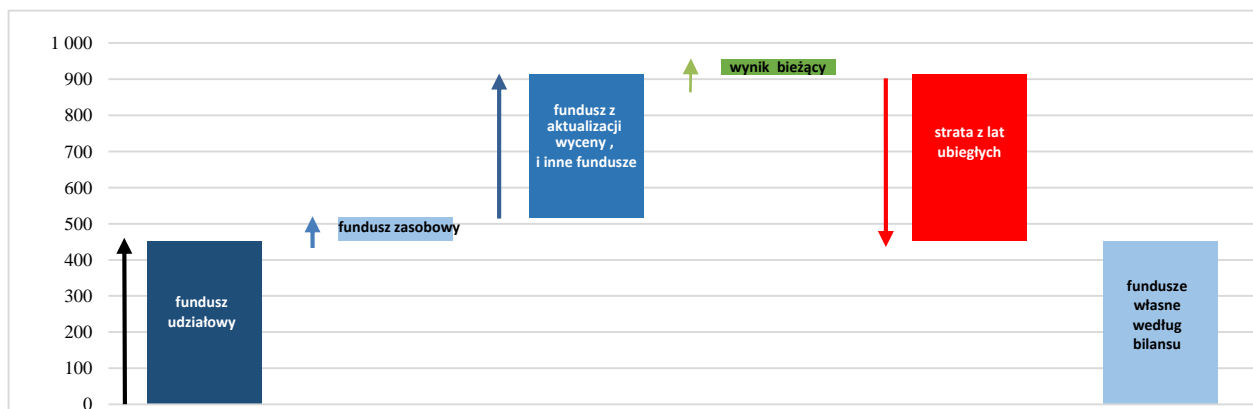 1 000
900
800
700
600
500
400
300
200
100
0
fundusz
udziałowy
fundusz zasobowy
fundusz z
aktualizacji
wyceny ,
i inne fundusze
wynik bieżący
strata z lat
ubiegłych
fundusze
własne
według
bilansu